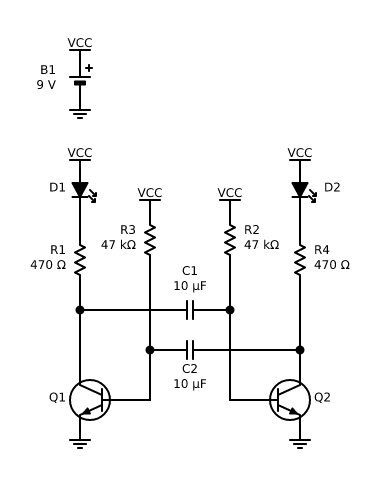 VCC
B1
9 V
+
VCC
VCC
D1
D2
VCC
VCC
R3
47 kΩ
R2
47 kΩ
R1
470 Ω
R4
470 Ω
C1
10 µF
C2
10 µF
Q1
Q2